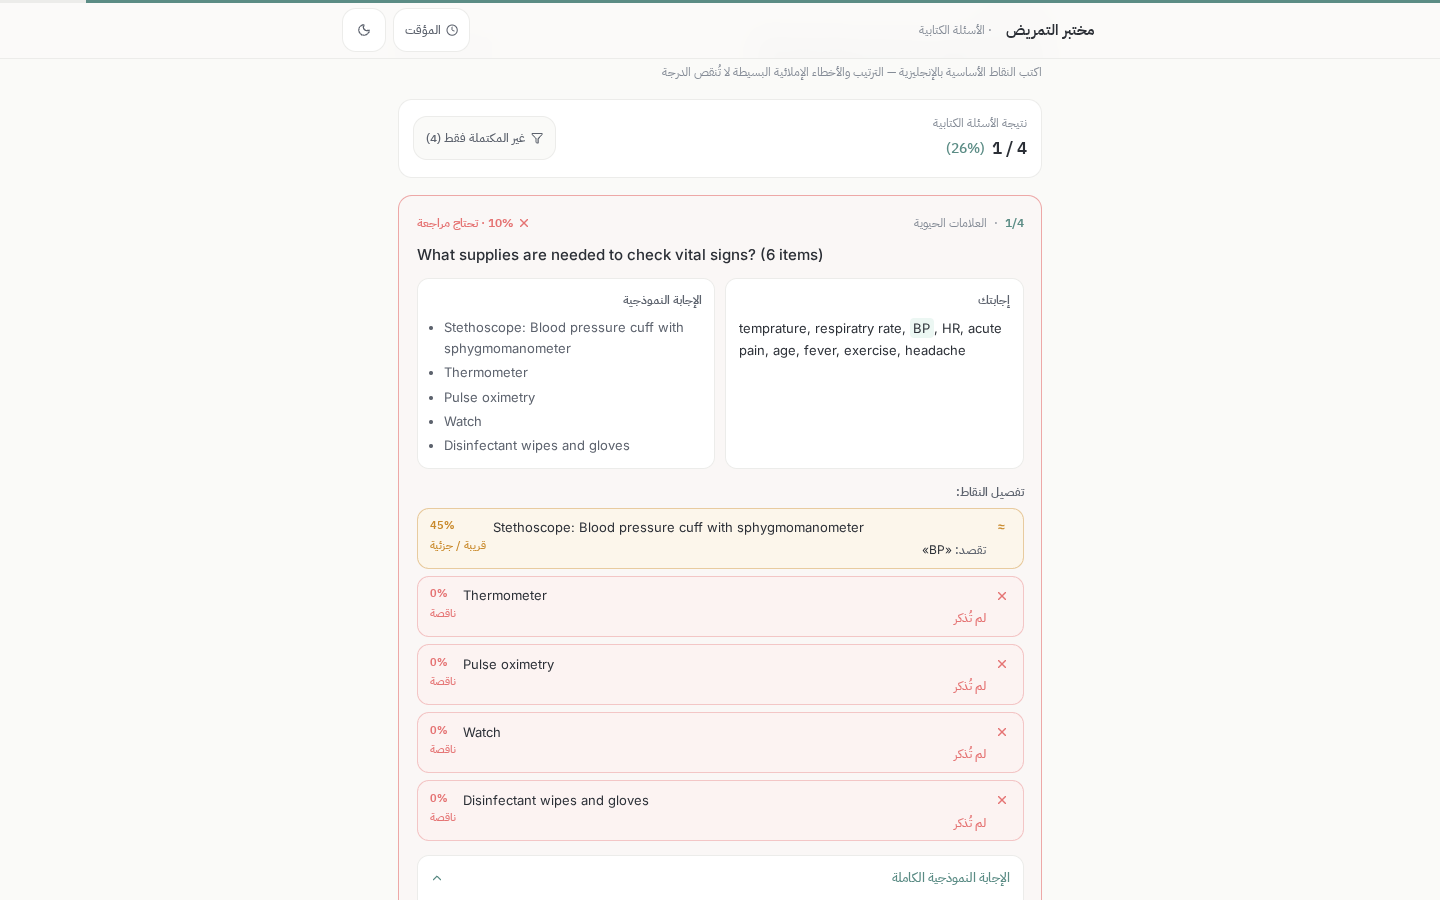 مختبر التمريض · الأسئلة الكتابية
المؤقت
اكتب النقاط الأساسية بالإنجليزية — الترتيب والأخطاء الإملائية البسيطة لا تُنقص الدرجة
نتيجة الأسئلة الكتابية
1 / 4 (26%)
غير المكتملة فقط (4)
1/4 · العلامات الحيوية
10% · تحتاج مراجعة
What supplies are needed to check vital signs? (6 items)
إجابتك
temprature, respiratry rate, BP, HR, acute
pain, age, fever, exercise, headache
الإجابة النموذجية
• Stethoscope: Blood pressure cuff with
sphygmomanometer
• Thermometer
• Pulse oximetry
• Watch
• Disinfectant wipes and gloves
تفصيل النقاط:
≈ Stethoscope: Blood pressure cuff with sphygmomanometer 45%
تقصد: «BP» قريبة / جزئية
Thermometer 0%
لم تُذكر ناقصة
Pulse oximetry 0%
لم تُذكر ناقصة
Watch 0%
لم تُذكر ناقصة
Disinfectant wipes and gloves 0%
لم تُذكر ناقصة
الإجابة النموذجية الكاملة